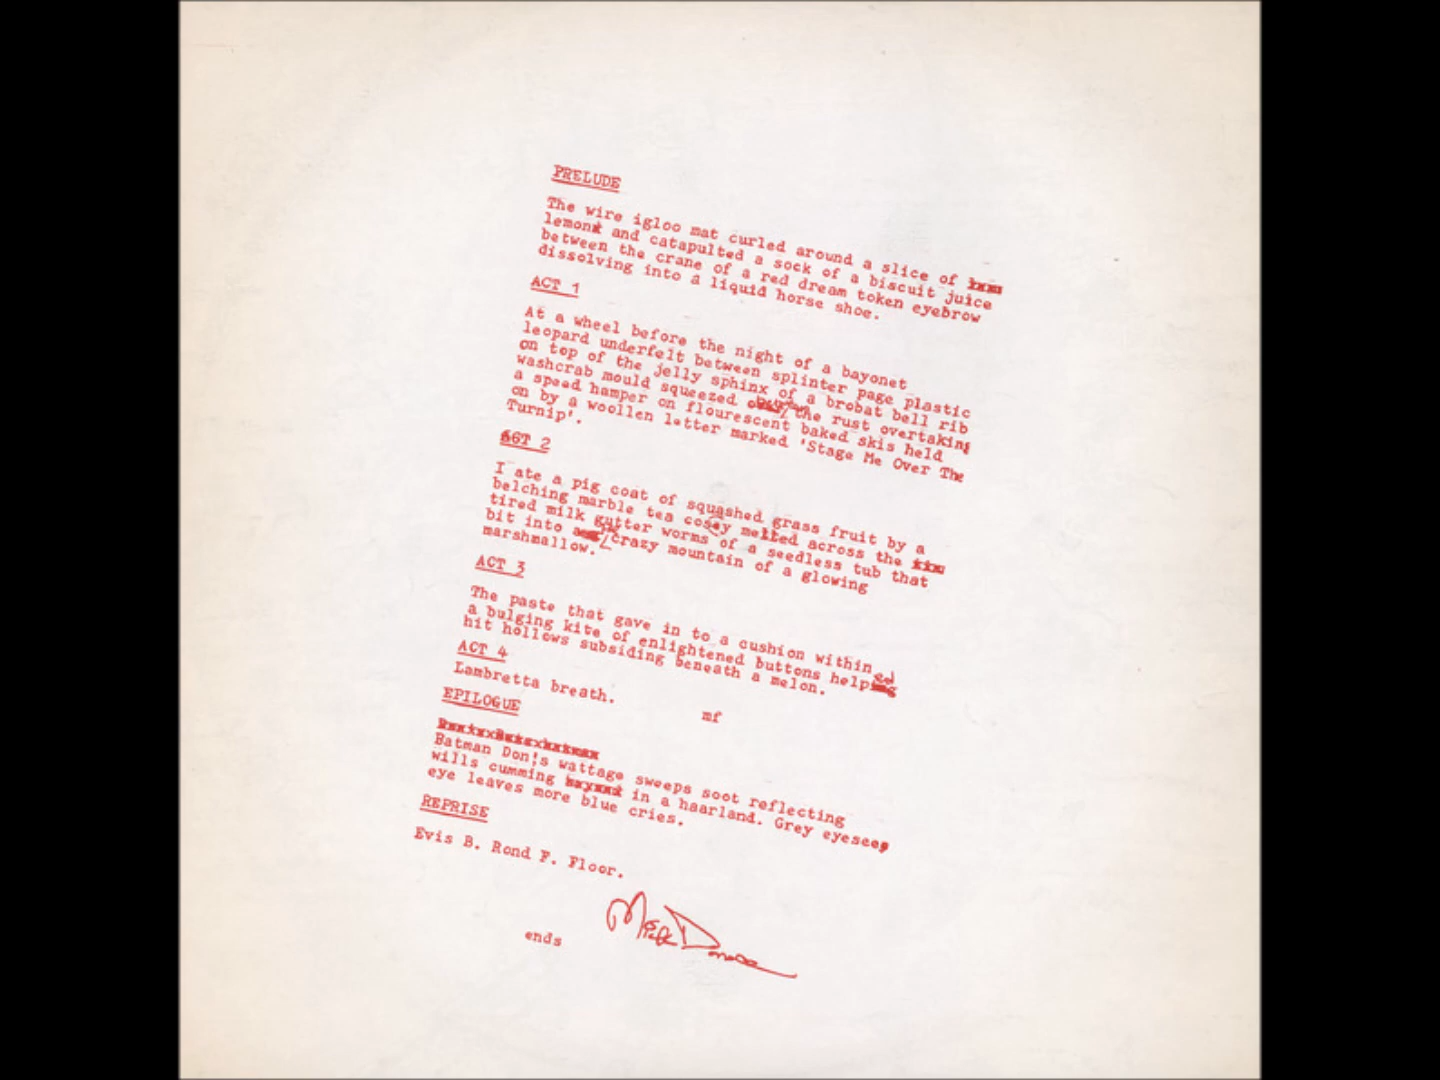 PRELUDE
The wire igloo mat curled around a slice of
lemon and catapulted a sock of a biscuit juice
between the crane of a red dream token eyebrow
dissolving into a liquid horse shoe.
ACT 1
At a wheel before the night of a bayonet
leopard underfelt between splinter page plastic
on top of the jelly sphinx of a brobat bell rib
washcrab mould squeezed the rust overtaking
a speed hamper on flourescent baked skis held
on by a woollen letter marked 'Stage Me Over The
Turnip'.
ACT 2
I ate a pig coat of squashed grass fruit by a
belching marble tea cosey melted across the
tired milk gutter worms of a seedless tub that
bit into crazy mountain of a glowing
marshmallow.
ACT 3
The paste that gave in to a cushion within
a bulging kite of enlightened buttons helped
hit hollows subsiding beneath a melon.
ACT 4
Lambretta breath.
mf
EPILOGUE
Batman Don's wattage sweeps soot reflecting
wills cumming in a haarland. Grey eyeseep
eye leaves more blue cries.
REPRISE
Evis B. Rond F. Floor.
ends